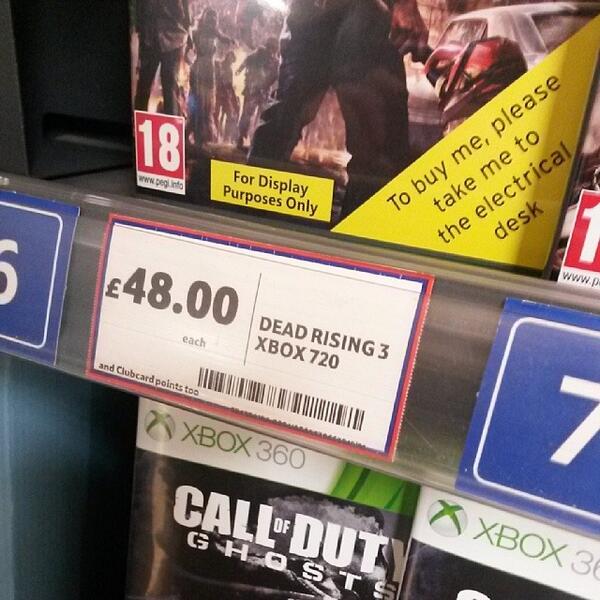 18
www.pegi.info
For Display
Purposes Only
To buy me, please
take me to
the electrical
desk
1
www.p
6
£48.00
each
DEAD RISING 3
XBOX 720
and Clubcard points too
7
XBOX 360
CALL OF DUTY
GHOSTS
XBOX 36